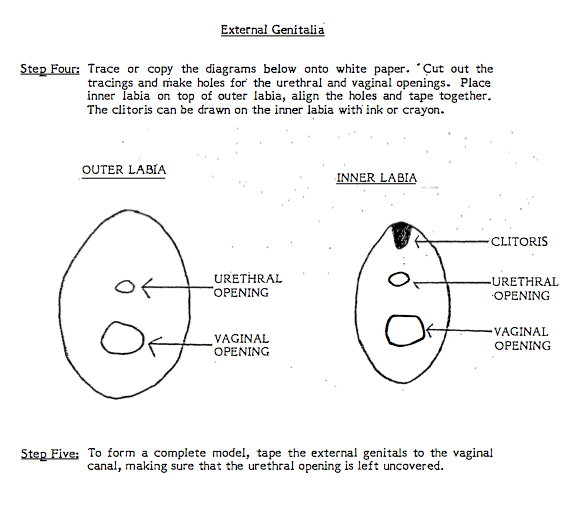 External Genitalia
Step Four: Trace or copy the diagrams below onto white paper. Cut out the
tracings and make holes for the urethral and vaginal openings. Place
inner labia on top of outer labia, align the holes and tape together.
The clitoris can be drawn on the inner labia with ink or crayon.
OUTER LABIA
INNER LABIA
CLITORIS
URETHRAL
OPENING
URETHRAL
OPENING
VAGINAL
OPENING
VAGINAL
OPENING
Step Five: To form a complete model, tape the external genitals to the vaginal
canal, making sure that the urethral opening is left uncovered.